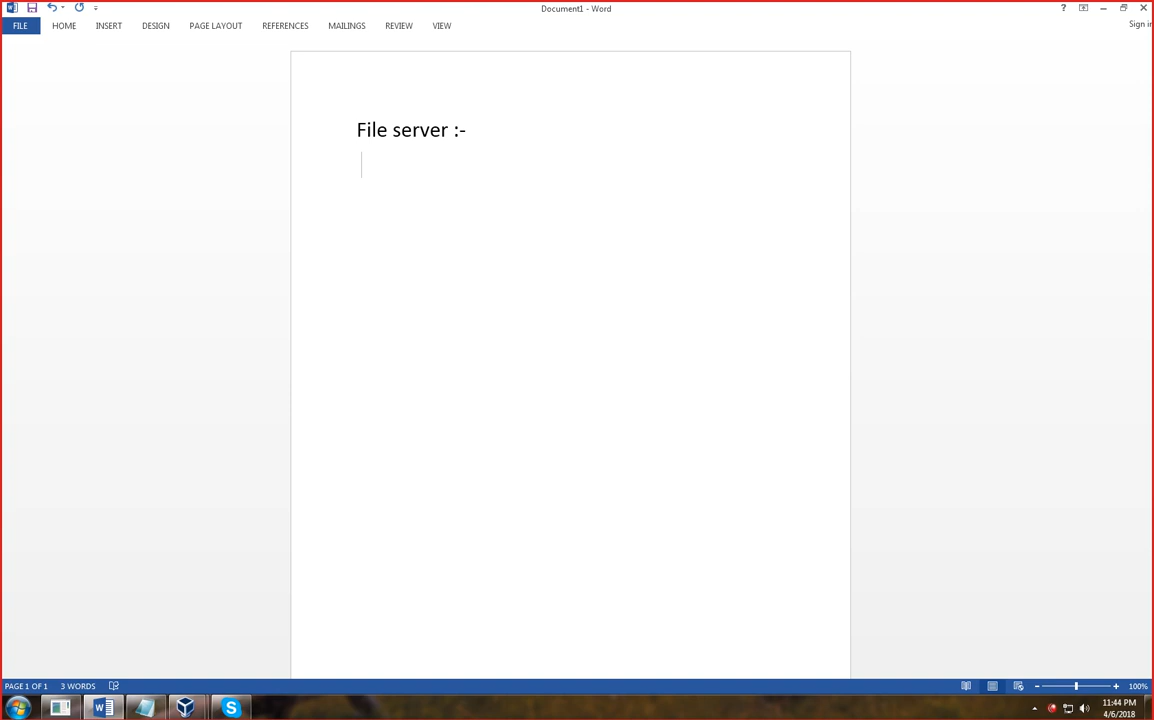 Document1 - Word
?
Sign in
FILE HOME INSERT DESIGN PAGE LAYOUT REFERENCES MAILINGS REVIEW VIEW
File server :-
PAGE 1 OF 1 3 WORDS 100%
11:44 PM
4/6/2018